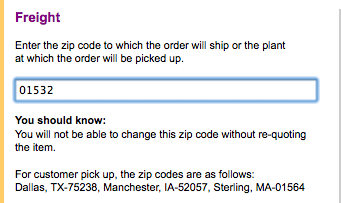 Freight
Enter the zip code to which the order will ship or the plant
at which the order will be picked up.
01532
You should know:
You will not be able to change this zip code without re-quoting
the item.
For customer pick up, the zip codes are as follows:
Dallas, TX-75238, Manchester, IA-52057, Sterling, MA-01564